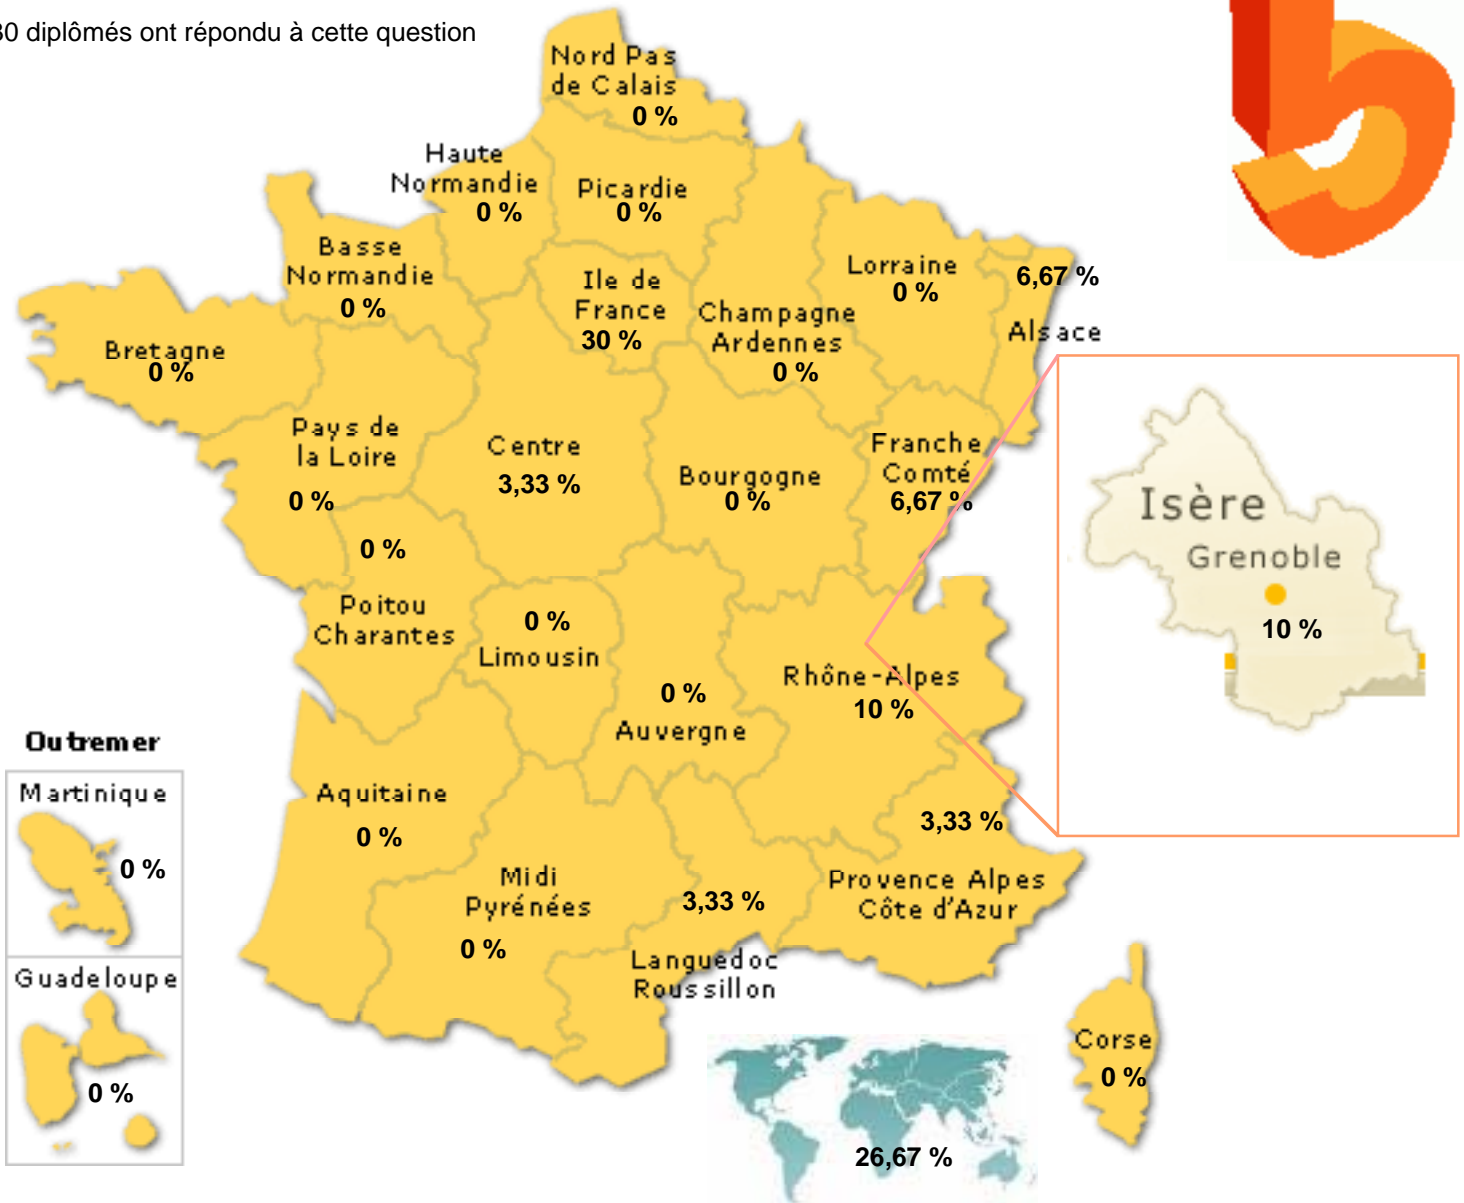 30 diplômés ont répondu à cette question
Nord Pas
de Calais
0 %
Haute
Normandie
0 %
Picardie
0 %
Basse
Normandie
0 %
Ile de
France
30 %
Champagne
Ardennes
0 %
Lorraine
0 %
6,67 %
Alsace
Bretagne
0 %
Pays de
la Loire
0 %
Centre
3,33 %
Bourgogne
0 %
Franche
Comté
6,67 %
Isère
Grenoble
10 %
0 %
Poitou
Charantes
0 %
Limousin
0 %
Auvergne
Rhône-Alpes
10 %
Outremer
Martinique
0 %
Guadeloupe
0 %
Aquitaine
0 %
Midi
Pyrénées
0 %
3,33 %
Languedoc
Roussillon
3,33 %
Provence Alpes
Côte d'Azur
Corse
0 %
26,67 %